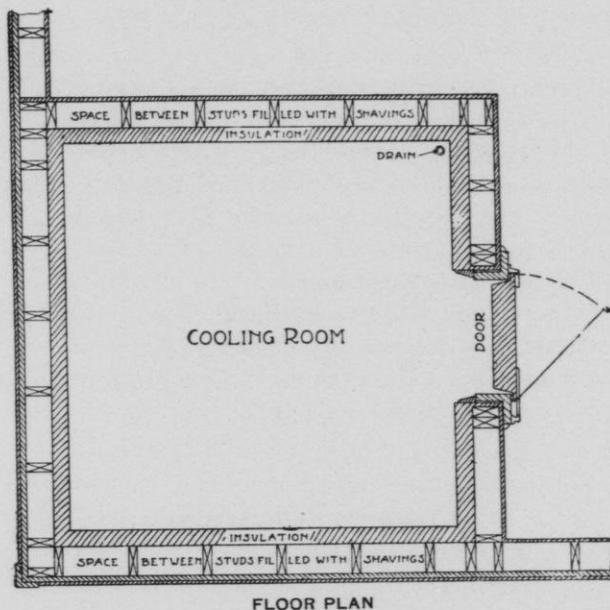 SPACE BETWEEN STUDS FILLED WITH SHAVINGS
INSULATION
DRAIN
COOLING ROOM
DOOR
INSULATION
SPACE BETWEEN STUDS FILLED WITH SHAVINGS
FLOOR PLAN